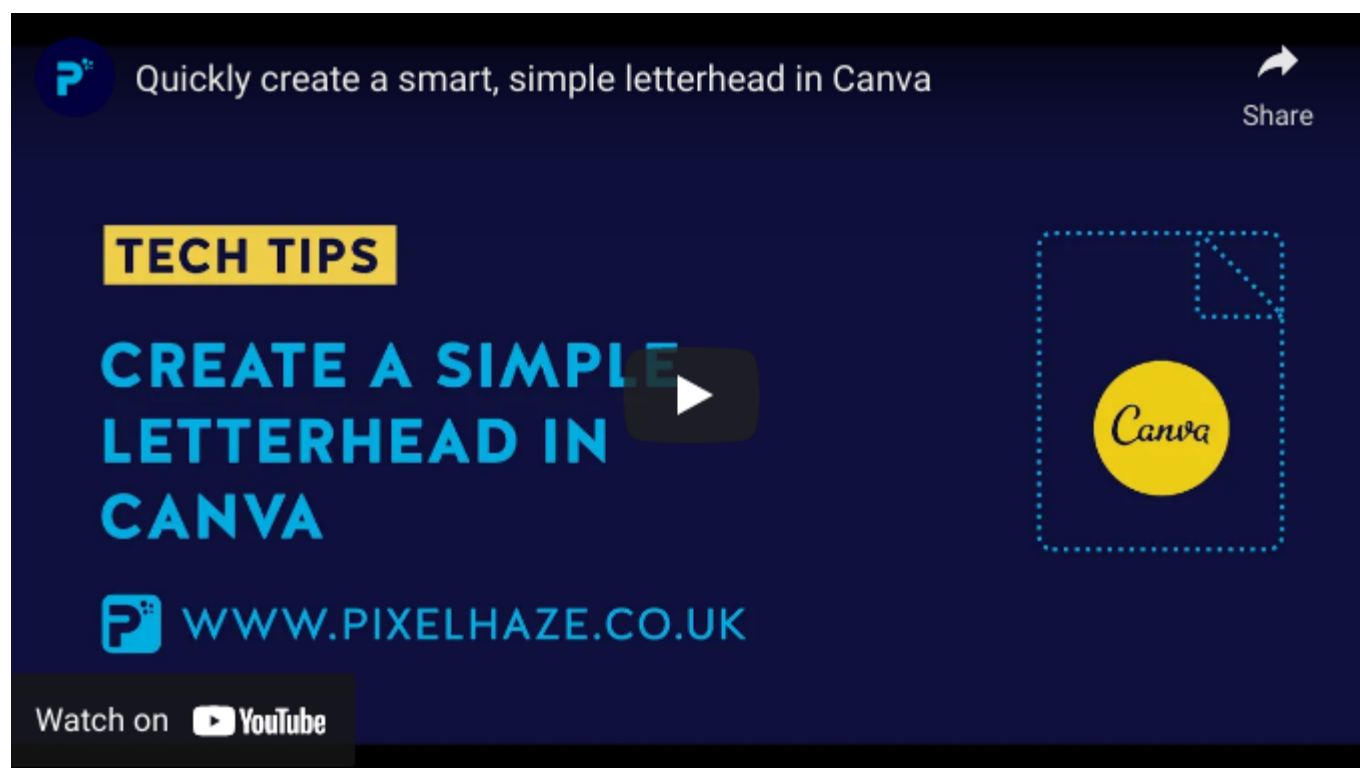 Quickly create a smart, simple letterhead in Canva
Share
TECH TIPS
CREATE A SIMPLE
LETTERHEAD IN
CANVA
Canva
WWW.PIXELHAZE.CO.UK
Watch on YouTube